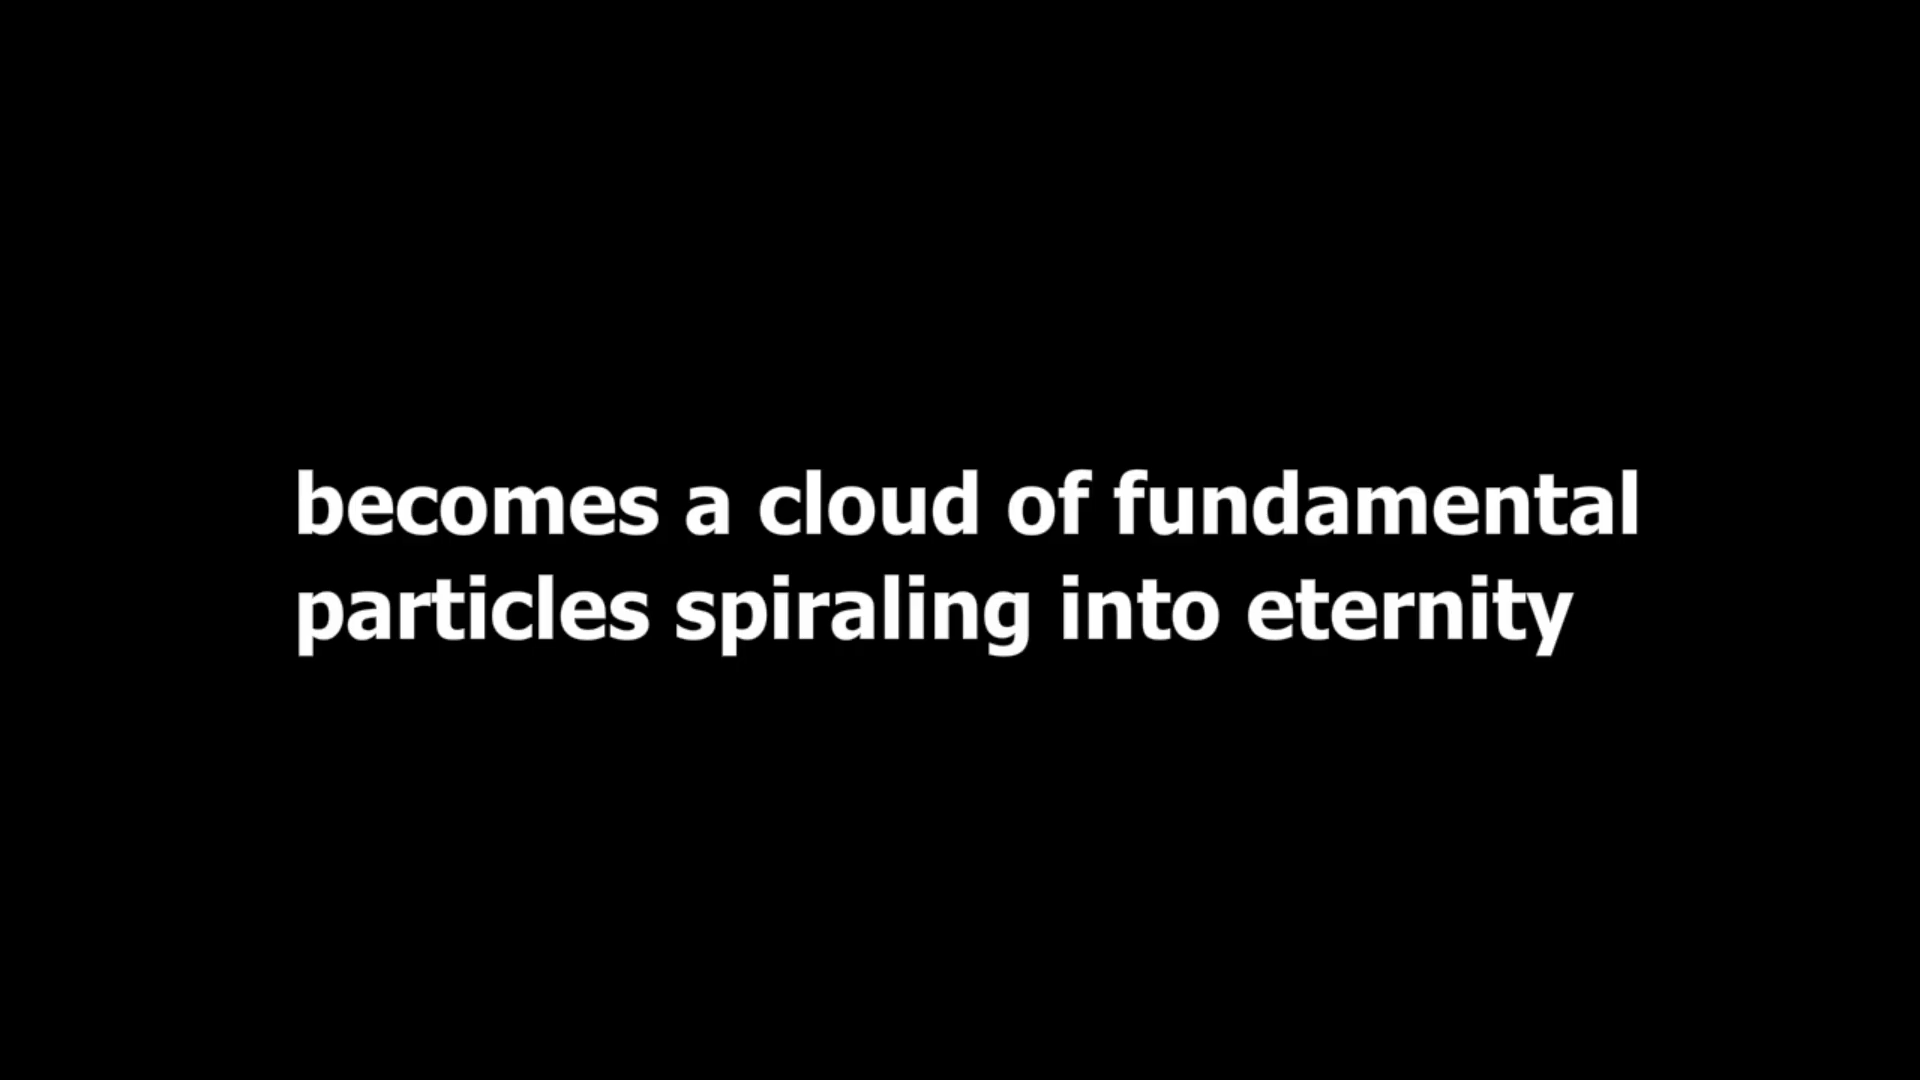 becomes a cloud of fundamental
particles spiraling into eternity